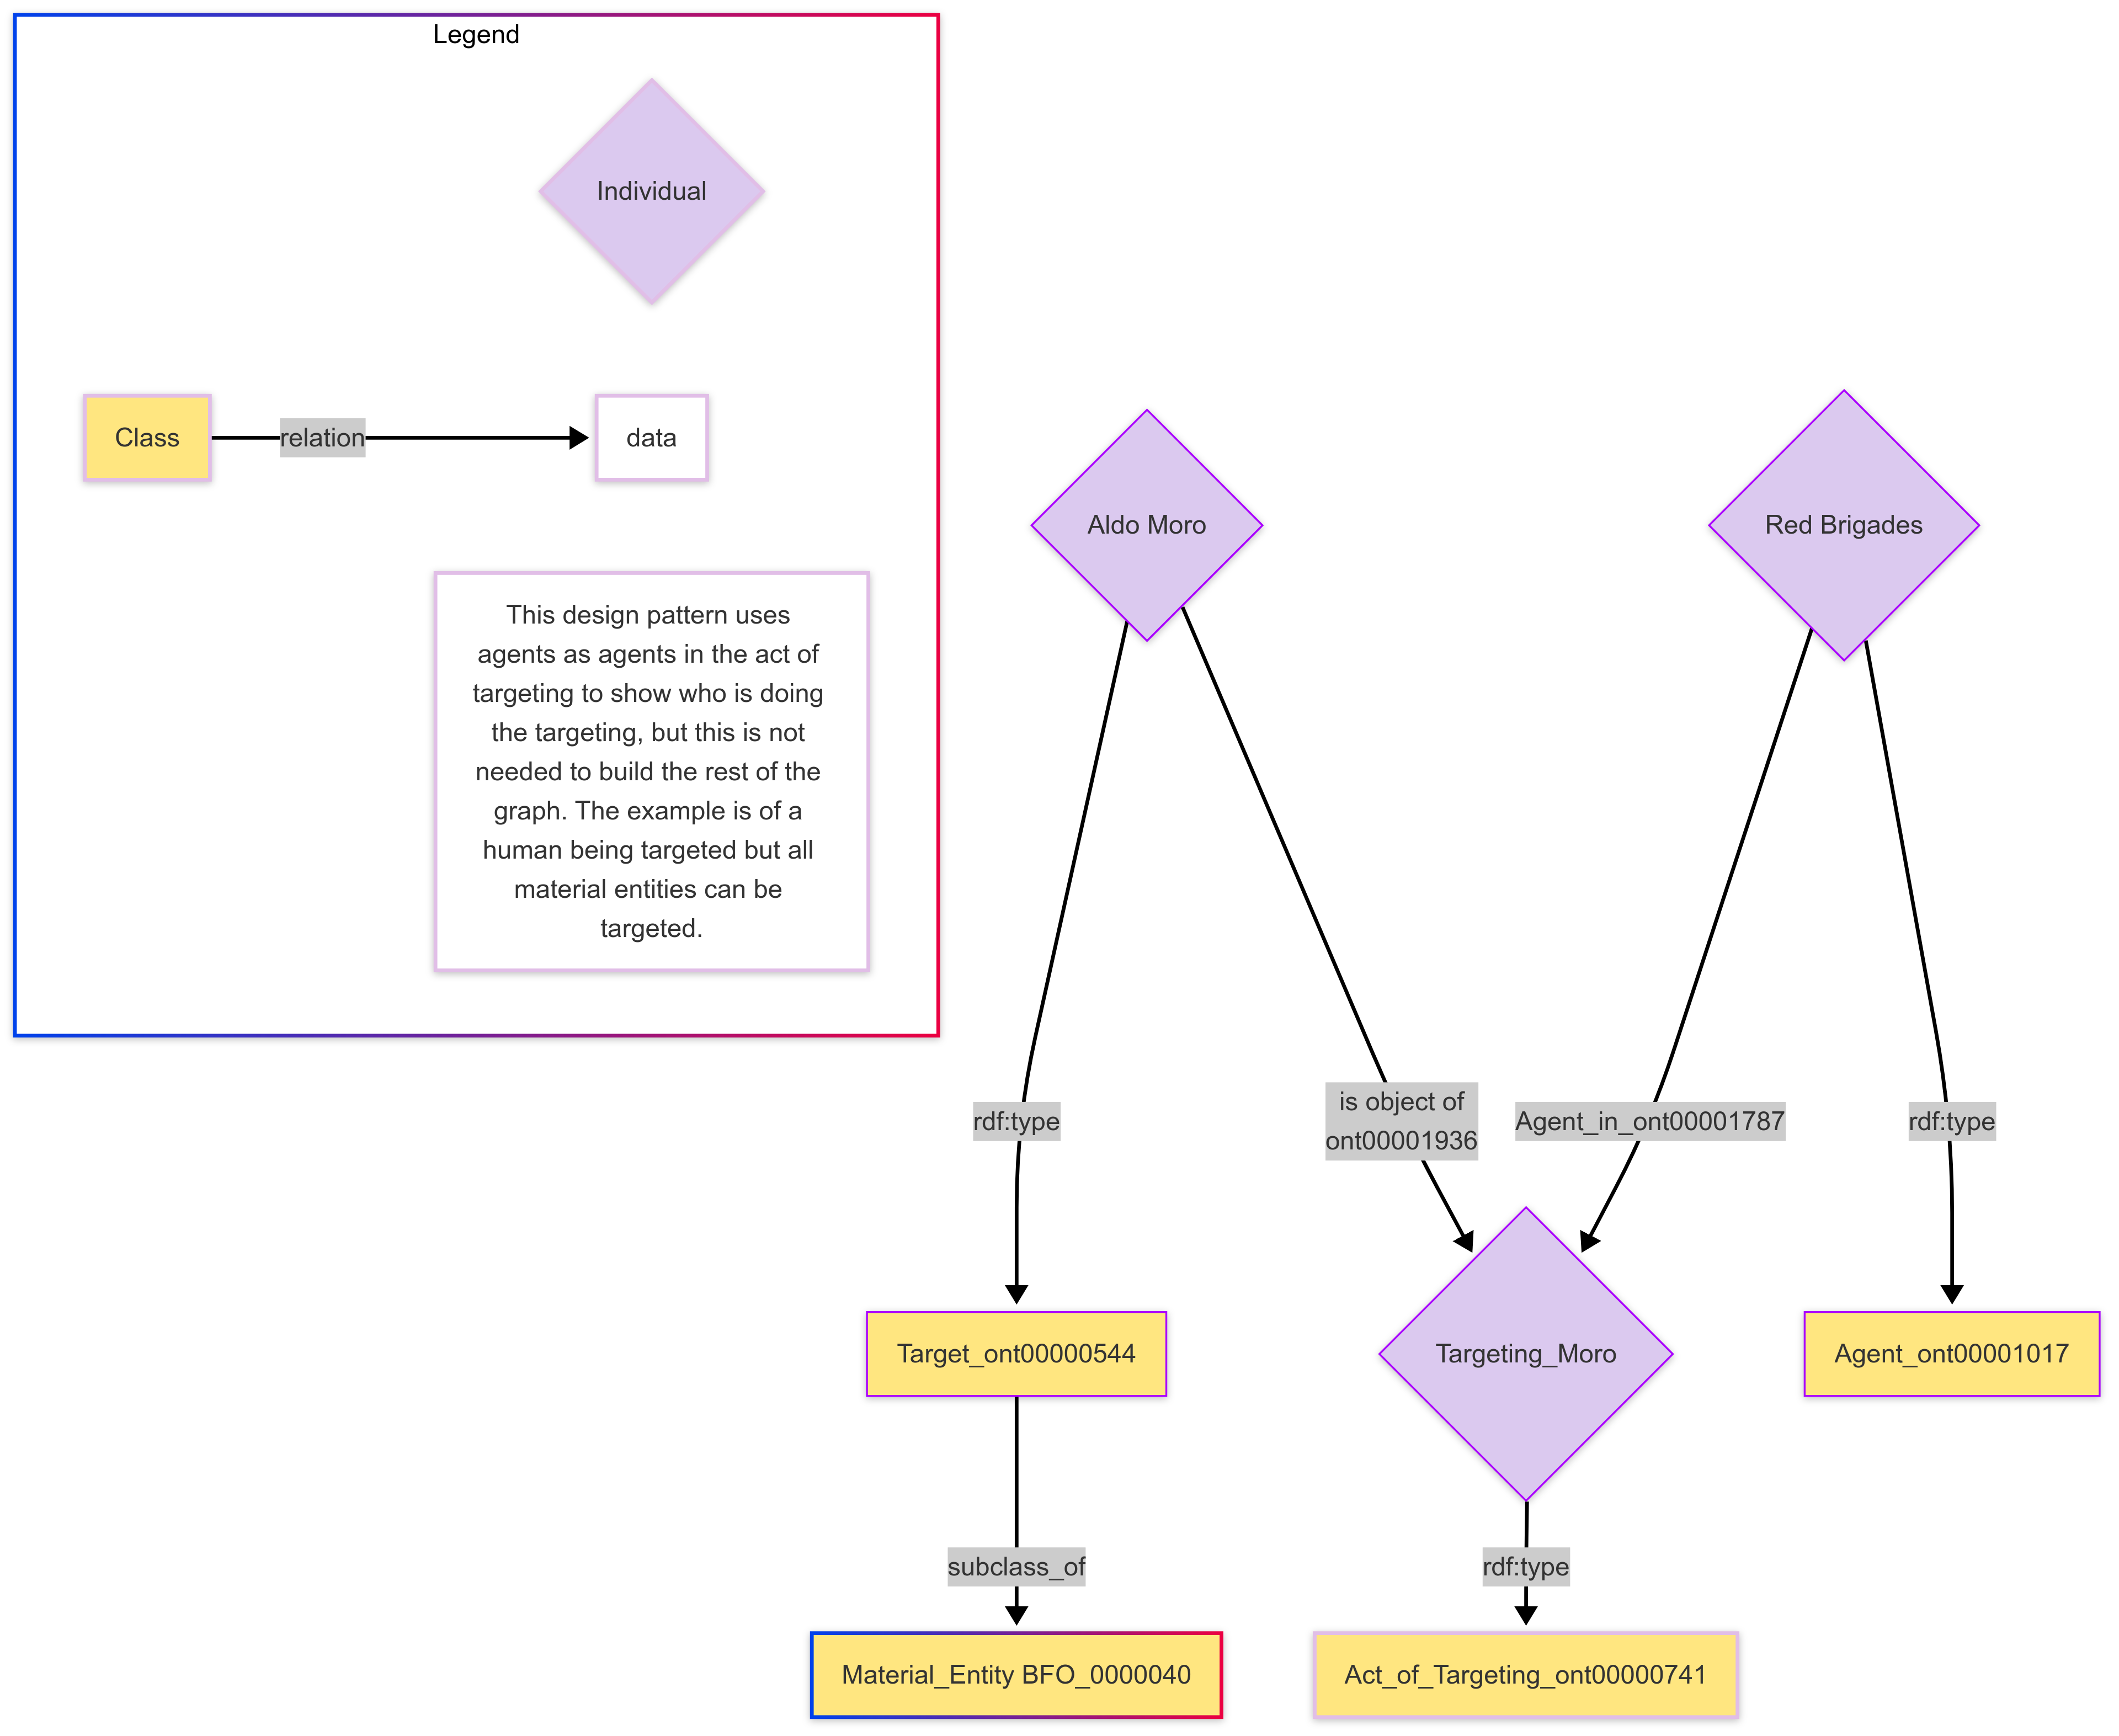 Legend
Individual
Class
relation
data
This design pattern uses
agents as agents in the act of
targeting to show who is doing
the targeting, but this is not
needed to build the rest of the
graph. The example is of a
human being targeted but all
material entities can be
targeted.
Aldo Moro
Red Brigades
rdf:type
is object of
ont00001936
Agent_in_ont00001787
rdf:type
Target_ont00000544
Targeting_Moro
Agent_ont00001017
subclass_of
rdf:type
Material_Entity BFO_0000040
Act_of_Targeting_ont00000741